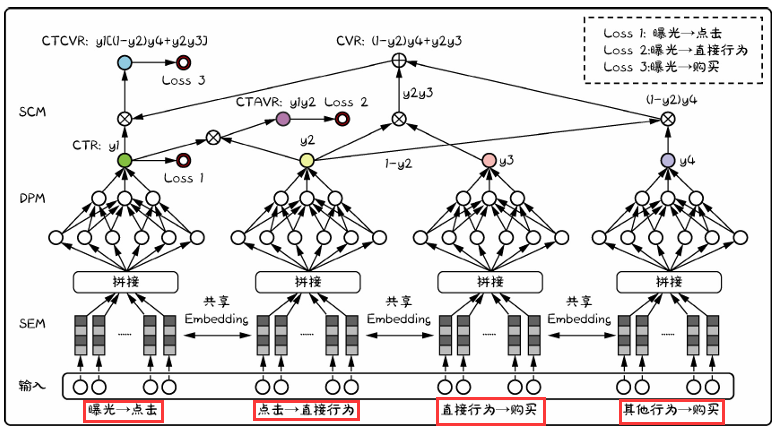 CTCVR: y1[(1-y2)y4+y2y3]
CVR: (1-y2)y4+y2y3
Loss 1: 曝光→点击
Loss 2:曝光→直接行为
Loss 3:曝光→购买
Loss 3
y2y3
CTAVR: y1y2
Loss 2
(1-y2)y4
SCM
CTR: y1
y2
Loss 1
1-y2
y3
y4
DPM
拼接
拼接
拼接
拼接
共享
Embedding
共享
Embedding
共享
Embedding
SEM
......
......
......
......
输入
曝光→点击
点击→直接行为
直接行为→购买
其他行为→购买